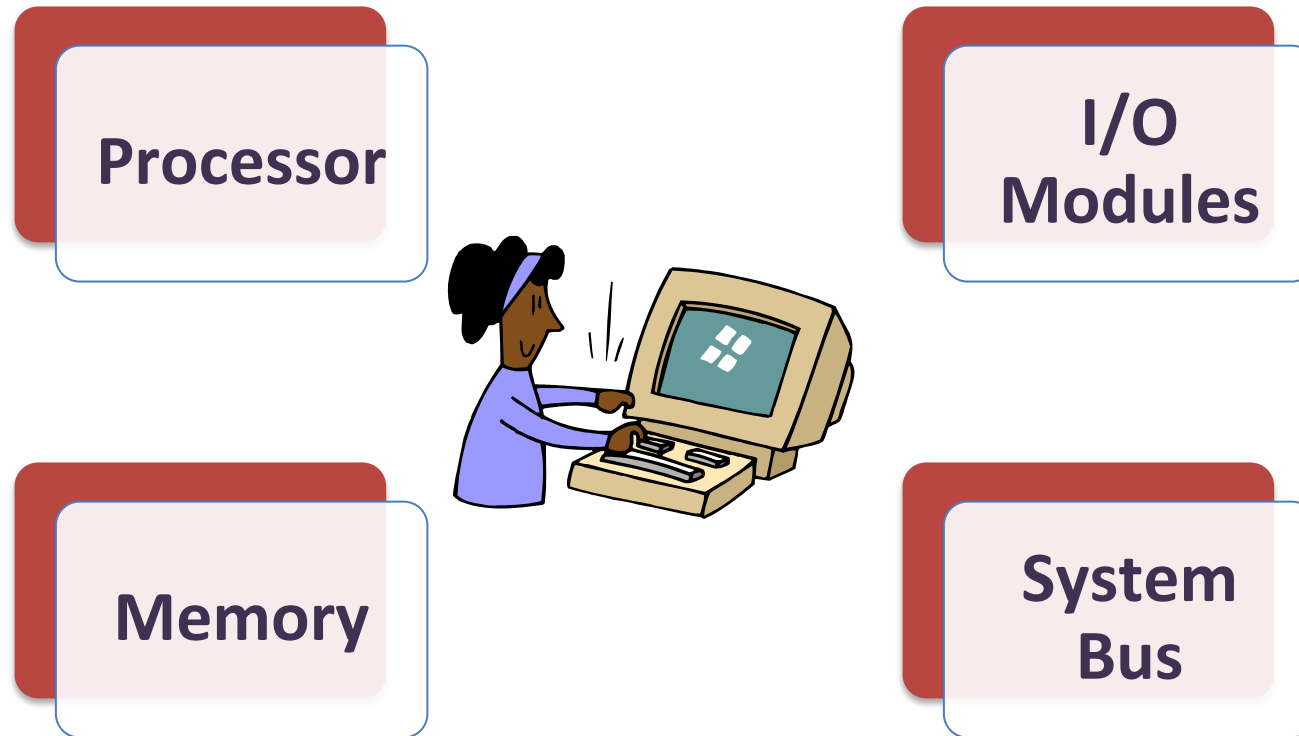 Processor
I/O
Modules
Memory
System
Bus